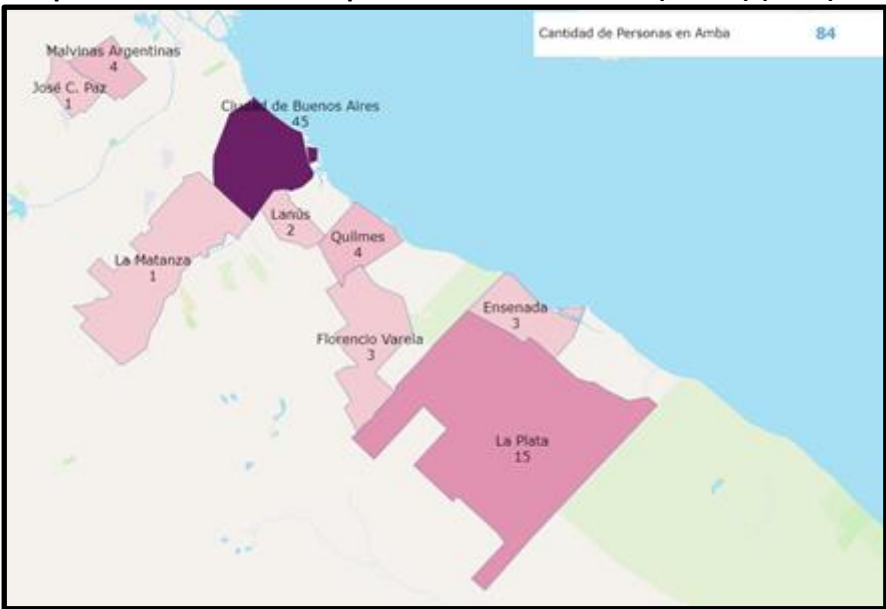 Cantidad de Personas en Amba 84
Malvinas Argentinas
4
José C. Paz
1
Ciudad de Buenos Aires
45
Lanús
2
Quilmes
4
La Matanza
1
Ensenada
3
Florencio Varela
3
La Plata
15